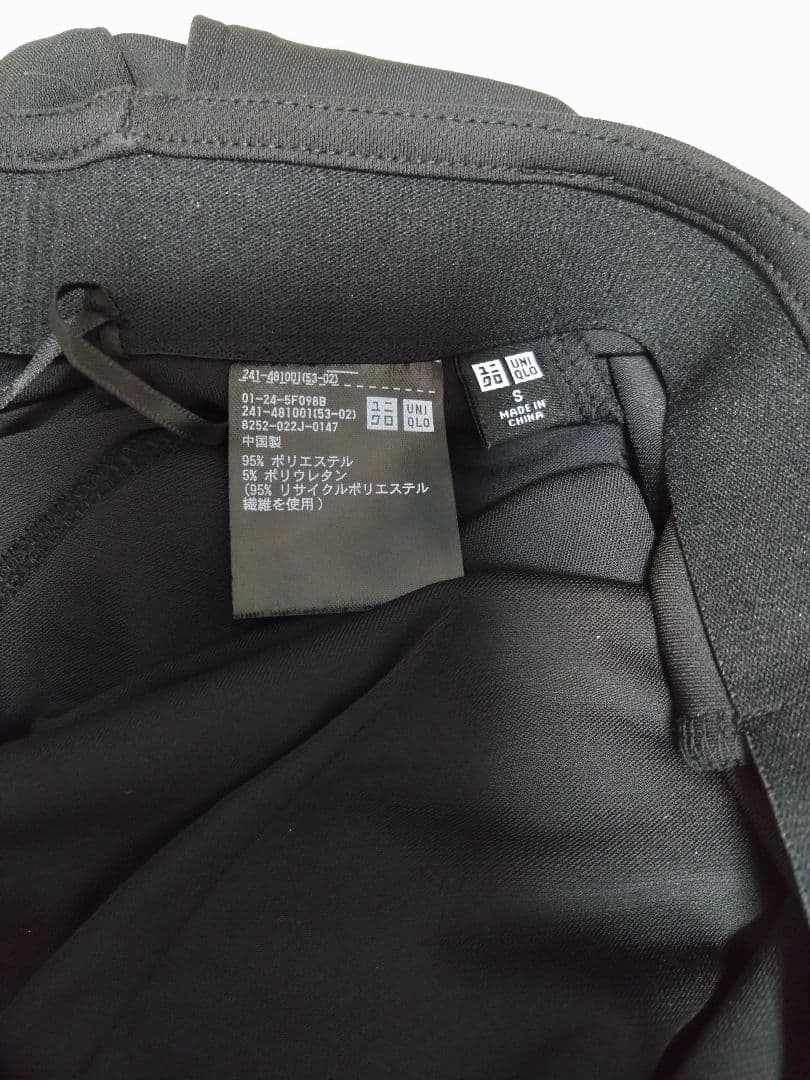 241-481001(53-02)
01-24-5F098B
241-481001(53-02)
8252-022J-0147
中国製
95% ポリエステル
5% ポリウレタン
(95% リサイクルポリエステル
繊維を使用)
ユニ
クロ
UNI
QLO
ユニ
クロ
UNI
QLO
S
MADE IN
CHINA